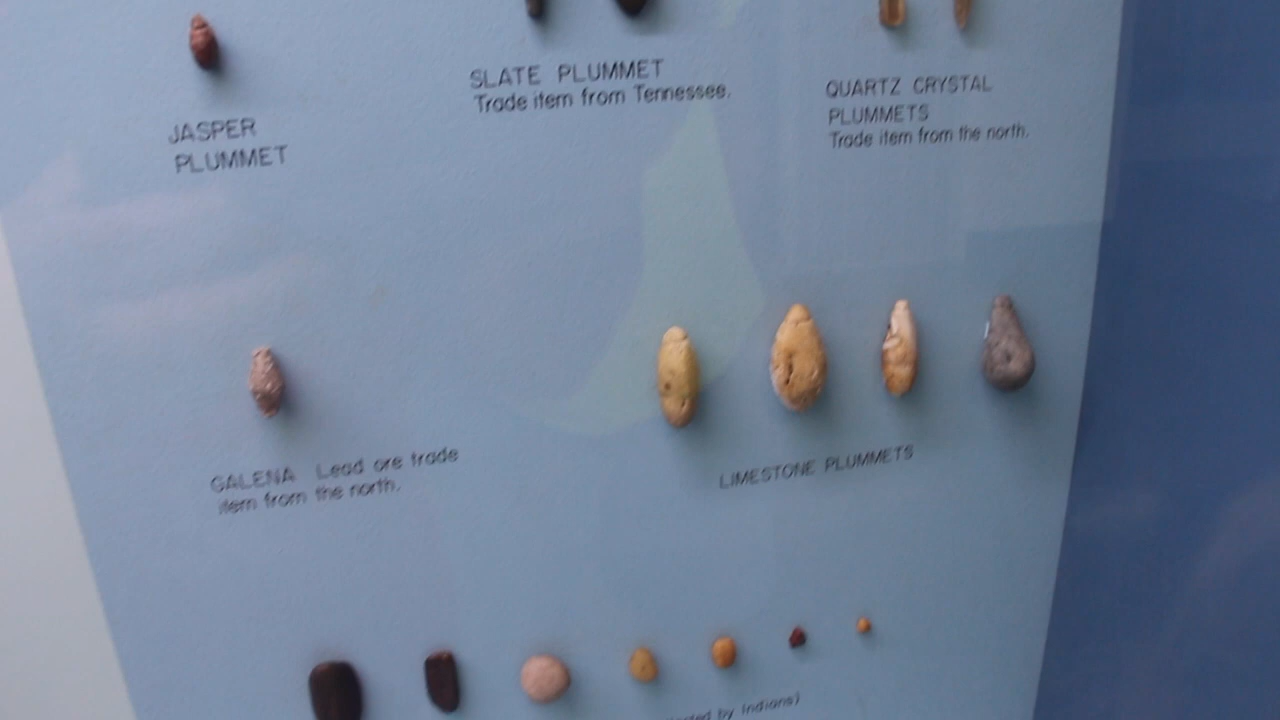 SLATE PLUMMET
Trade item from Tennessee.
QUARTZ CRYSTAL
PLUMMETS
Trade item from the north.
JASPER
PLUMMET
GALENA Lead ore trade
item from the north.
LIMESTONE PLUMMETS
by Indians)